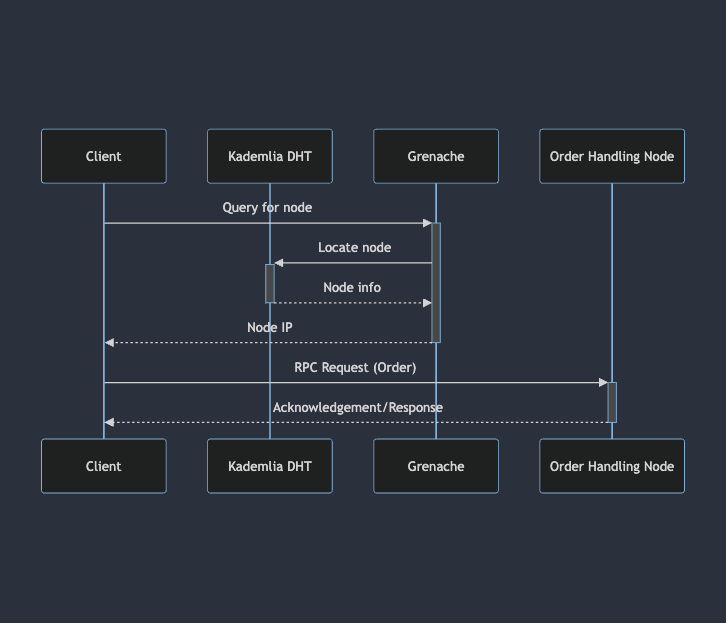 Client
Kademlia DHT
Grenache
Order Handling Node
Query for node
Locate node
Node info
Node IP
RPC Request (Order)
Acknowledgement/Response
Client
Kademlia DHT
Grenache
Order Handling Node